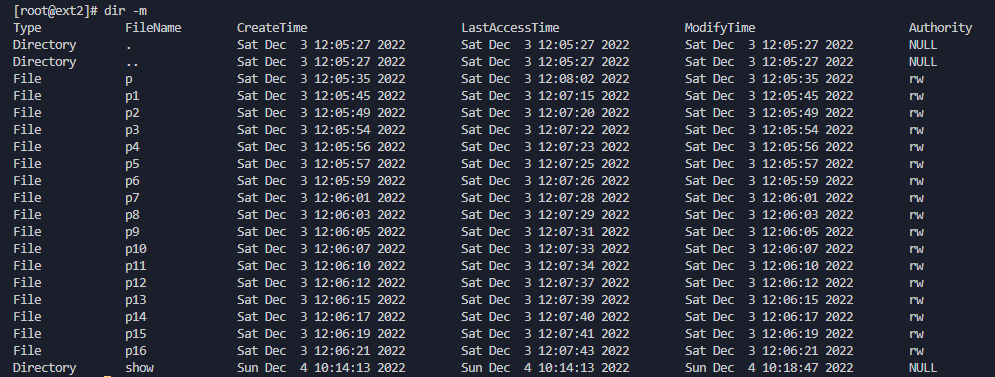 [root@ext2]# dir -m
Type FileName CreateTime LastAccessTime ModifyTime Authority
Directory . Sat Dec  3 12:05:27 2022 Sat Dec  3 12:05:27 2022 Sat Dec  3 12:05:27 2022 NULL
Directory .. Sat Dec  3 12:05:27 2022 Sat Dec  3 12:05:27 2022 Sat Dec  3 12:05:27 2022 NULL
File p Sat Dec  3 12:05:35 2022 Sat Dec  3 12:08:02 2022 Sat Dec  3 12:05:35 2022 rw
File p1 Sat Dec  3 12:05:45 2022 Sat Dec  3 12:07:15 2022 Sat Dec  3 12:05:45 2022 rw
File p2 Sat Dec  3 12:05:49 2022 Sat Dec  3 12:07:20 2022 Sat Dec  3 12:05:49 2022 rw
File p3 Sat Dec  3 12:05:54 2022 Sat Dec  3 12:07:22 2022 Sat Dec  3 12:05:54 2022 rw
File p4 Sat Dec  3 12:05:56 2022 Sat Dec  3 12:07:23 2022 Sat Dec  3 12:05:56 2022 rw
File p5 Sat Dec  3 12:05:57 2022 Sat Dec  3 12:07:25 2022 Sat Dec  3 12:05:57 2022 rw
File p6 Sat Dec  3 12:05:59 2022 Sat Dec  3 12:07:26 2022 Sat Dec  3 12:05:59 2022 rw
File p7 Sat Dec  3 12:06:01 2022 Sat Dec  3 12:07:28 2022 Sat Dec  3 12:06:01 2022 rw
File p8 Sat Dec  3 12:06:03 2022 Sat Dec  3 12:07:29 2022 Sat Dec  3 12:06:03 2022 rw
File p9 Sat Dec  3 12:06:05 2022 Sat Dec  3 12:07:31 2022 Sat Dec  3 12:06:05 2022 rw
File p10 Sat Dec  3 12:06:07 2022 Sat Dec  3 12:07:33 2022 Sat Dec  3 12:06:07 2022 rw
File p11 Sat Dec  3 12:06:10 2022 Sat Dec  3 12:07:34 2022 Sat Dec  3 12:06:10 2022 rw
File p12 Sat Dec  3 12:06:12 2022 Sat Dec  3 12:07:37 2022 Sat Dec  3 12:06:12 2022 rw
File p13 Sat Dec  3 12:06:15 2022 Sat Dec  3 12:07:39 2022 Sat Dec  3 12:06:15 2022 rw
File p14 Sat Dec  3 12:06:17 2022 Sat Dec  3 12:07:40 2022 Sat Dec  3 12:06:17 2022 rw
File p15 Sat Dec  3 12:06:19 2022 Sat Dec  3 12:07:41 2022 Sat Dec  3 12:06:19 2022 rw
File p16 Sat Dec  3 12:06:21 2022 Sat Dec  3 12:07:43 2022 Sat Dec  3 12:06:21 2022 rw
Directory show Sun Dec  4 10:14:13 2022 Sun Dec  4 10:14:13 2022 Sun Dec  4 10:18:47 2022 NULL